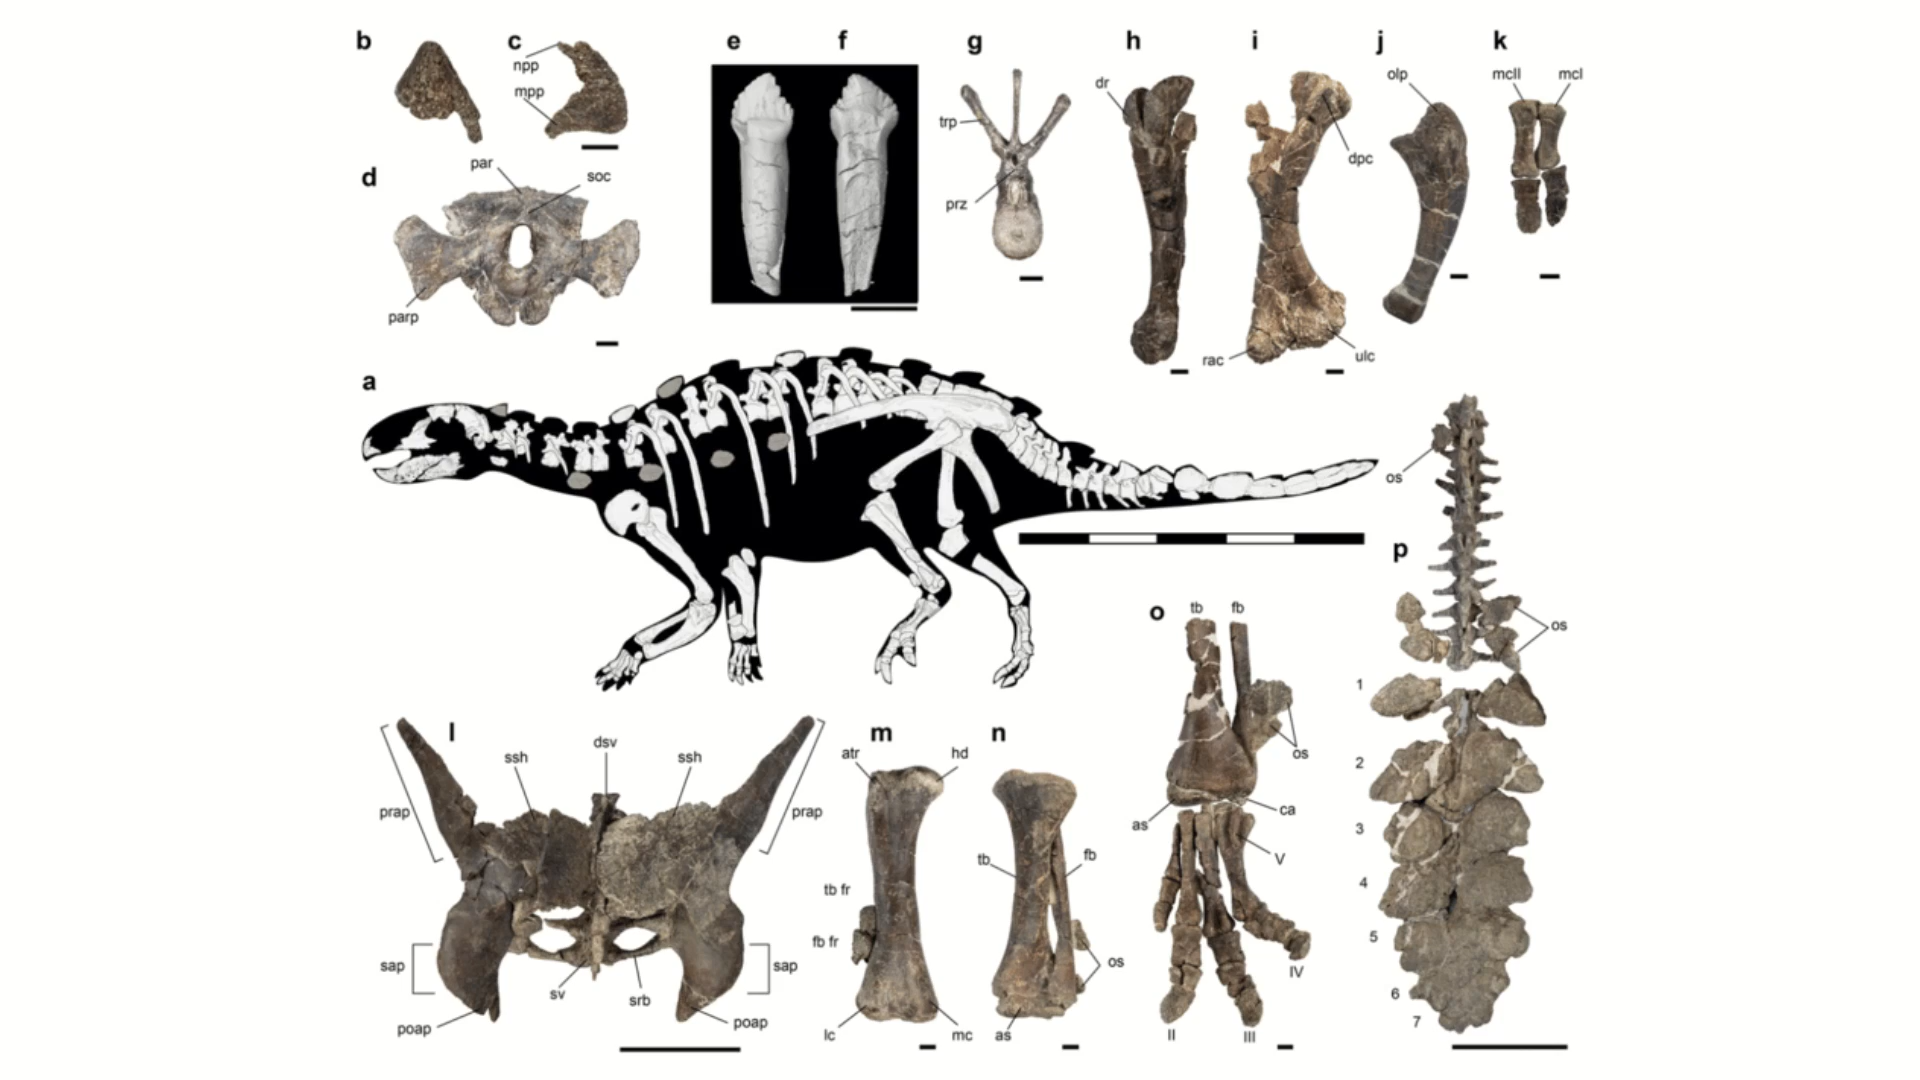 b
c
npp
mpp
d
par
soc
parp
e
f
g
trp
prz
h
dr
i
dpc
rac
ulc
j
olp
k
mcII
mcI
a
l
prap
ssh
dsv
ssh
prap
sap
sap
poap
sv
srb
poap
m
atr
hd
tb fr
fb fr
lc
mc
n
tb
fb
os
as
o
tb
fb
os
as
ca
V
IV
II
III
p
os
os
1
2
3
4
5
6
7